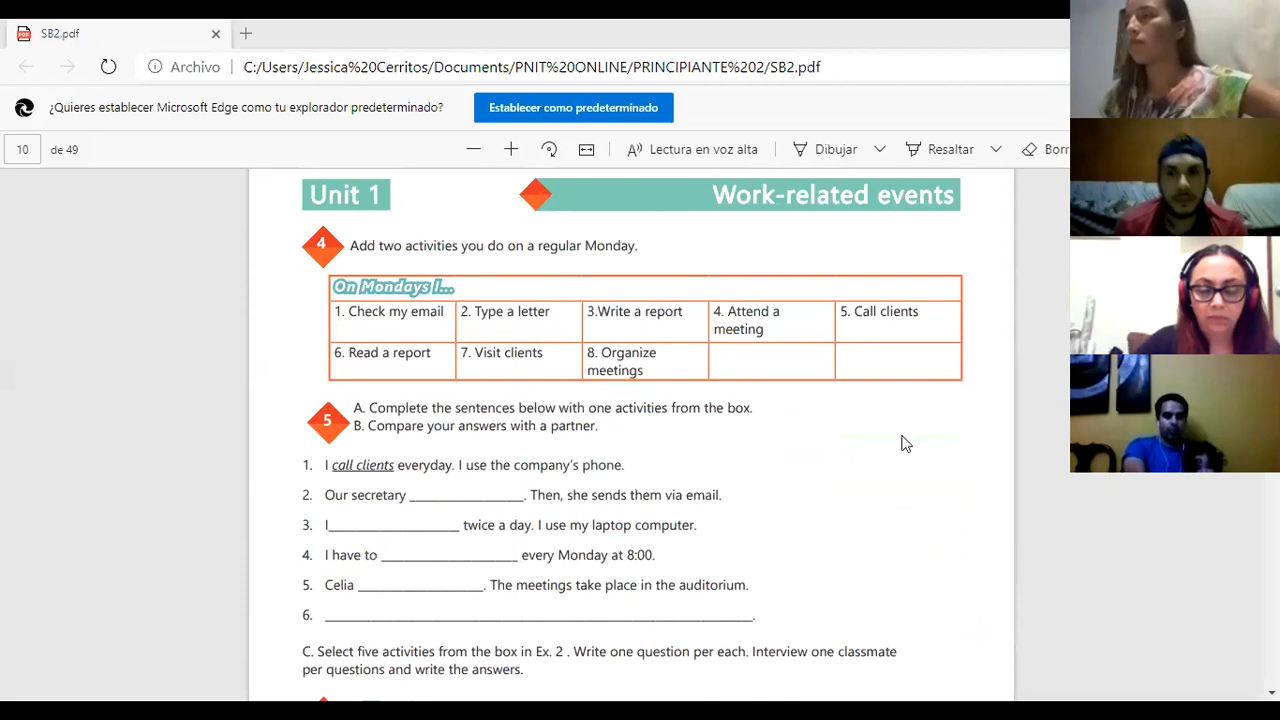 SB2.pdf
Archivo C:/Users/Jessica%20Cerritos/Documents/PNIT%20ONLINE/PRINCIPIANTE%202/SB2.pdf
¿Quieres establecer Microsoft Edge como tu explorador predeterminado? Establecer como predeterminado
10 de 49 Lectura en voz alta Dibujar Resaltar Borr
Unit 1 Work-related events
4 Add two activities you do on a regular Monday.
On Mondays I...
1. Check my email 2. Type a letter 3.Write a report 4. Attend a meeting 5. Call clients
6. Read a report 7. Visit clients 8. Organize meetings
5 A. Complete the sentences below with one activities from the box.
B. Compare your answers with a partner.
1. I call clients everyday. I use the company's phone.
2. Our secretary __________________. Then, she sends them via email.
3. I_____________________ twice a day. I use my laptop computer.
4. I have to ______________________ every Monday at 8:00.
5. Celia ____________________. The meetings take place in the auditorium.
6. ______________________________________________________________________.
C. Select five activities from the box in Ex. 2 . Write one question per each. Interview one classmate
per questions and write the answers.